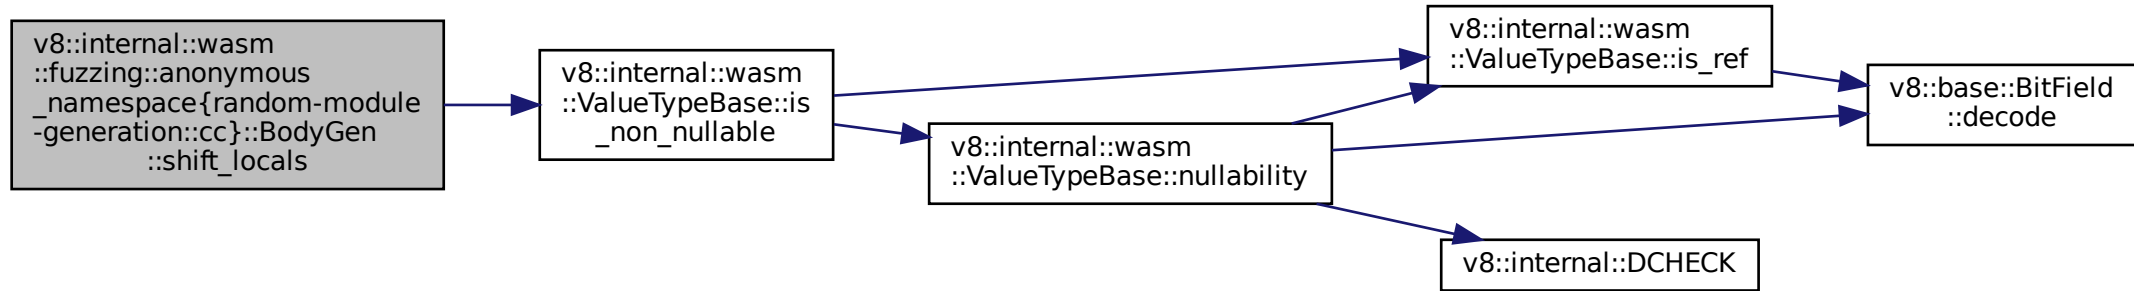 v8::internal::wasm
::fuzzing::anonymous
_namespace{random-module
-generation::cc}::BodyGen
::shift_locals
v8::internal::wasm
::ValueTypeBase::is
_non_nullable
v8::internal::wasm
::ValueTypeBase::nullability
v8::internal::wasm
::ValueTypeBase::is_ref
v8::internal::DCHECK
v8::base::BitField
::decode